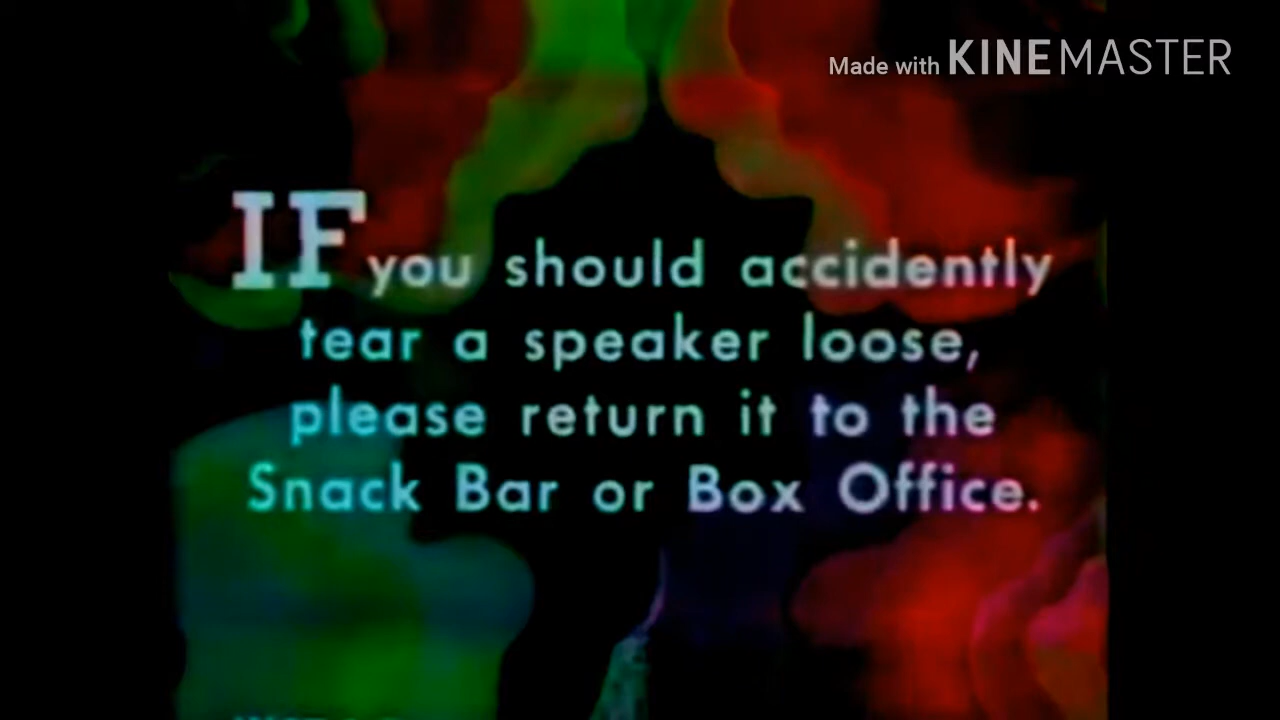 Made with KINEMASTER
IF you should accidently
tear a speaker loose,
please return it to the
Snack Bar or Box Office.